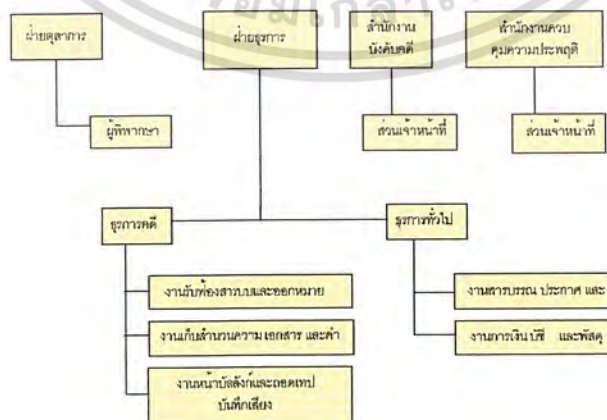 ฝ่ายตุลาการ
ฝ่ายธุรการ
สำนักงาน
บังคับคดี
สำนักงานควบ
คุมความประพฤติ
ผู้พิพากษา
ส่วนเจ้าหน้าที่
ส่วนเจ้าหน้าที่
ธุรการคดี
ธุรการทั่วไป
งานรับฟ้องสารบบและออกหมาย
งานสารบรรณ ประกาศ และ
งานเก็บสำนวนความ เอกสาร และคำ
งานการเงิน บัชี และพัสดุ
งานหน้าบัลังก์และถอดเทป
บันทึกเสียง